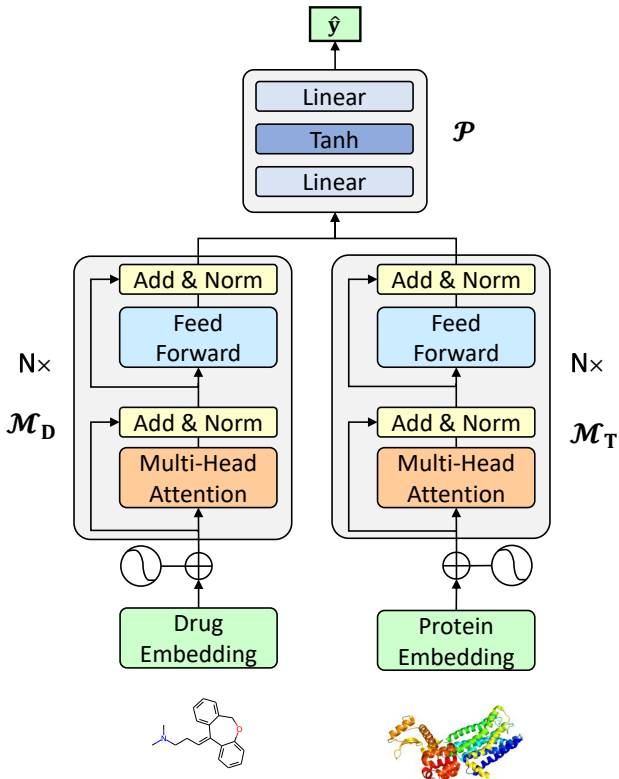 ŷ
Linear
Tanh
Linear
𝓟
Add & Norm
Feed
Forward
N×
Add & Norm
𝓜D
Multi-Head
Attention
Drug
Embedding
Add & Norm
Feed
Forward
N×
Add & Norm
𝓜T
Multi-Head
Attention
Protein
Embedding
N
O